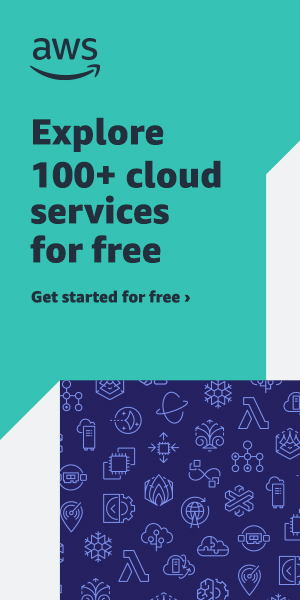 aws
Explore
100+ cloud
services
for free
Get started for free ›